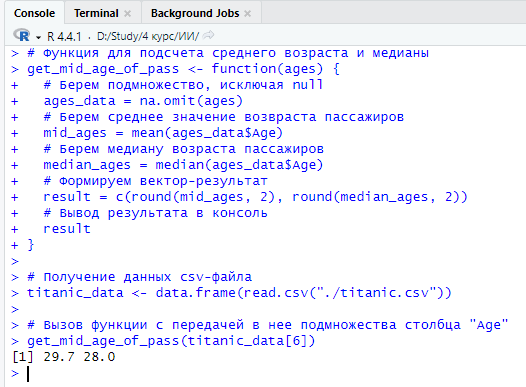 Console Terminal × Background Jobs ×
R 4.4.1 · D:/Study/4 курс/ИИ/
> # Функция для подсчета среднего возраста и медианы
> get_mid_age_of_pass <- function(ages) {
+   # Берем подмножество, исключая null
+   ages_data = na.omit(ages)
+   # Берем среднее значение возвраста пассажиров
+   mid_ages = mean(ages_data$Age)
+   # Берем медиану возраста пассажиров
+   median_ages = median(ages_data$Age)
+   # Формируем вектор-результат
+   result = c(round(mid_ages, 2), round(median_ages, 2))
+   # Вывод результата в консоль
+   result
+ }
>
> # Получение данных csv-файла
> titanic_data <- data.frame(read.csv("./titanic.csv"))
>
> # Вызов функции с передачей в нее подмножества столбца "Age"
> get_mid_age_of_pass(titanic_data[6])
[1] 29.7 28.0
>